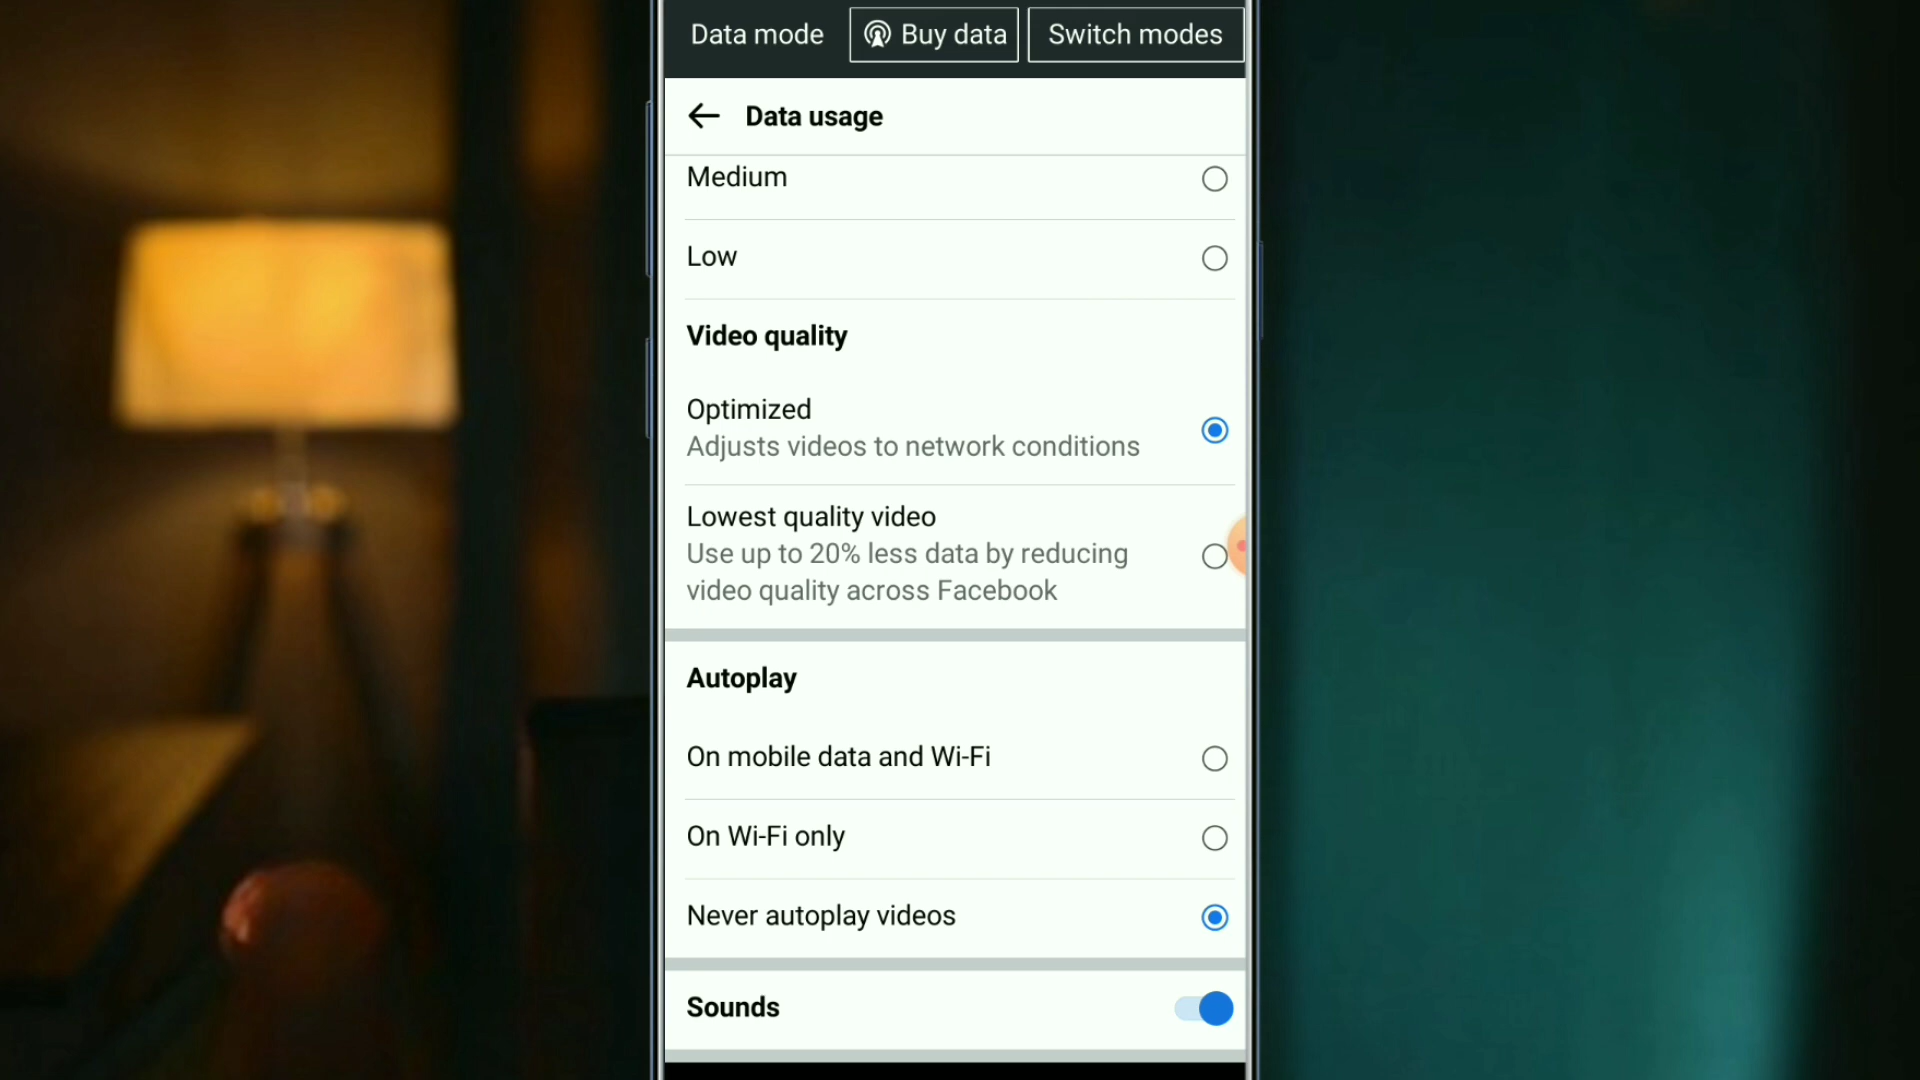 Data mode
Buy data
Switch modes
Data usage
Medium
Low
Video quality
Optimized
Adjusts videos to network conditions
Lowest quality video
Use up to 20% less data by reducing
video quality across Facebook
Autoplay
On mobile data and Wi-Fi
On Wi-Fi only
Never autoplay videos
Sounds